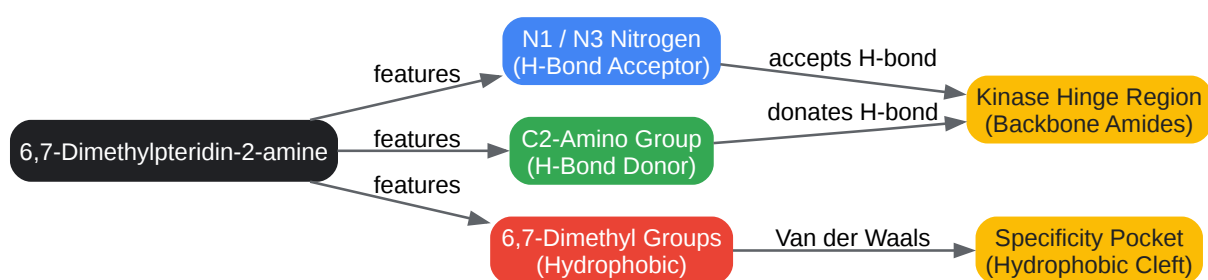 N1 / N3 Nitrogen
(H-Bond Acceptor)
accepts H-bond
features
Kinase Hinge Region
(Backbone Amides)
donates H-bond
6,7-Dimethylpteridin-2-amine
features
C2-Amino Group
(H-Bond Donor)
features
6,7-Dimethyl Groups
(Hydrophobic)
Van der Waals
Specificity Pocket
(Hydrophobic Cleft)